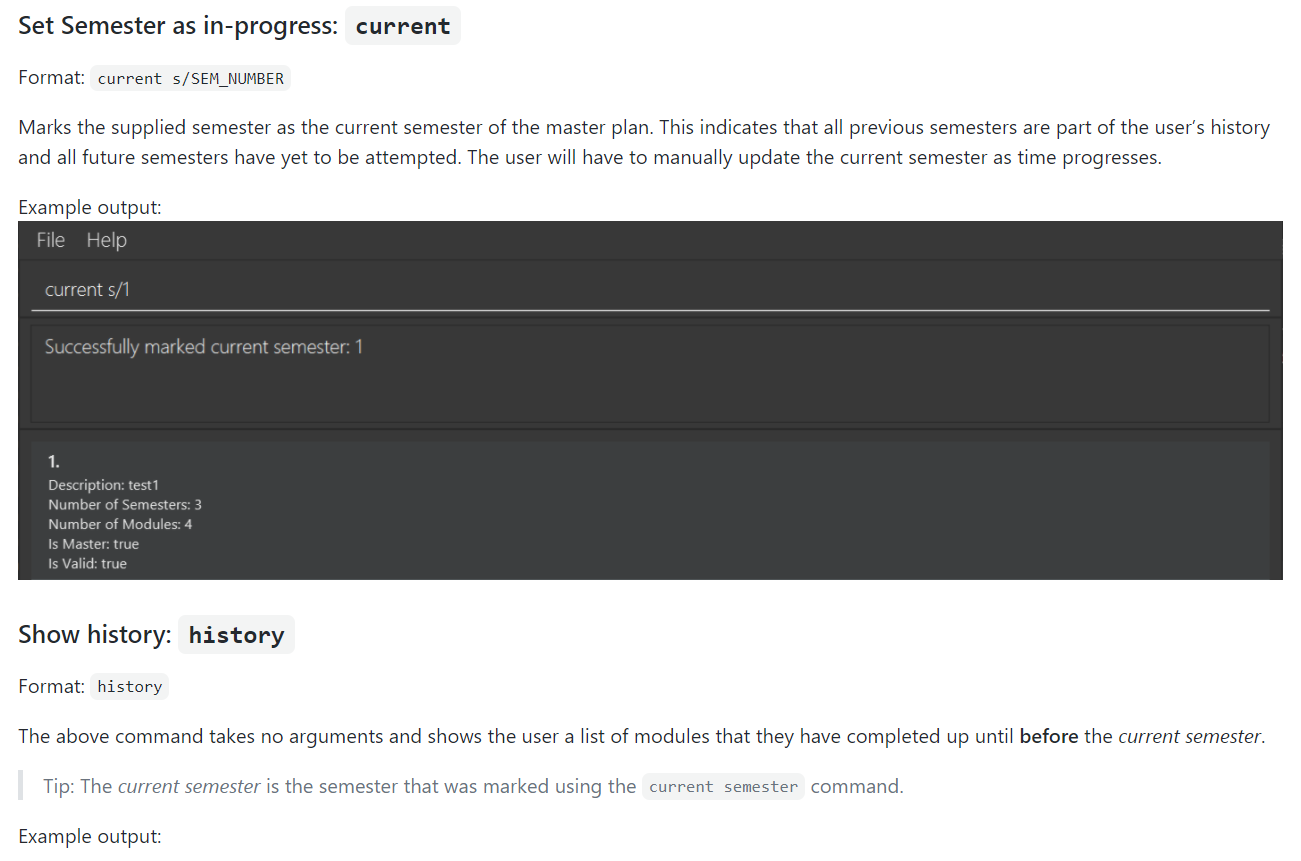 Set Semester as in-progress: current
Format: current s/SEM_NUMBER
Marks the supplied semester as the current semester of the master plan. This indicates that all previous semesters are part of the user’s history
and all future semesters have yet to be attempted. The user will have to manually update the current semester as time progresses.
Example output:
File Help
current s/1
Successfully marked current semester: 1
1.
Description: test1
Number of Semesters: 3
Number of Modules: 4
Is Master: true
Is Valid: true
Show history: history
Format: history
The above command takes no arguments and shows the user a list of modules that they have completed up until before the current semester.
Tip: The current semester is the semester that was marked using the current semester command.
Example output: